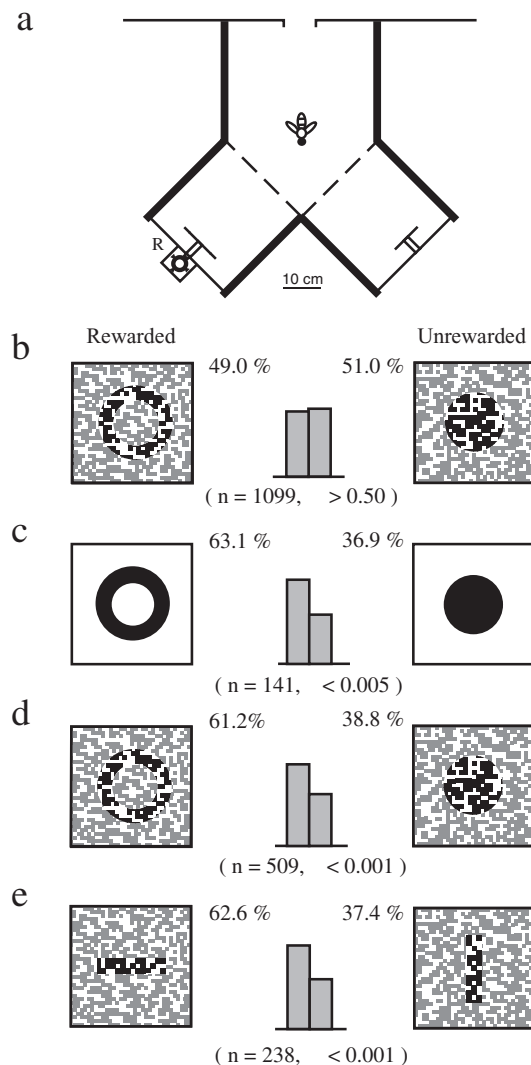 a
R
10 cm
Rewarded Unrewarded
b
49.0 % 51.0 %
( n = 1099, > 0.50 )
c
63.1 % 36.9 %
( n = 141, < 0.005 )
d
61.2% 38.8 %
( n = 509, < 0.001 )
e
62.6 % 37.4 %
( n = 238, < 0.001 )